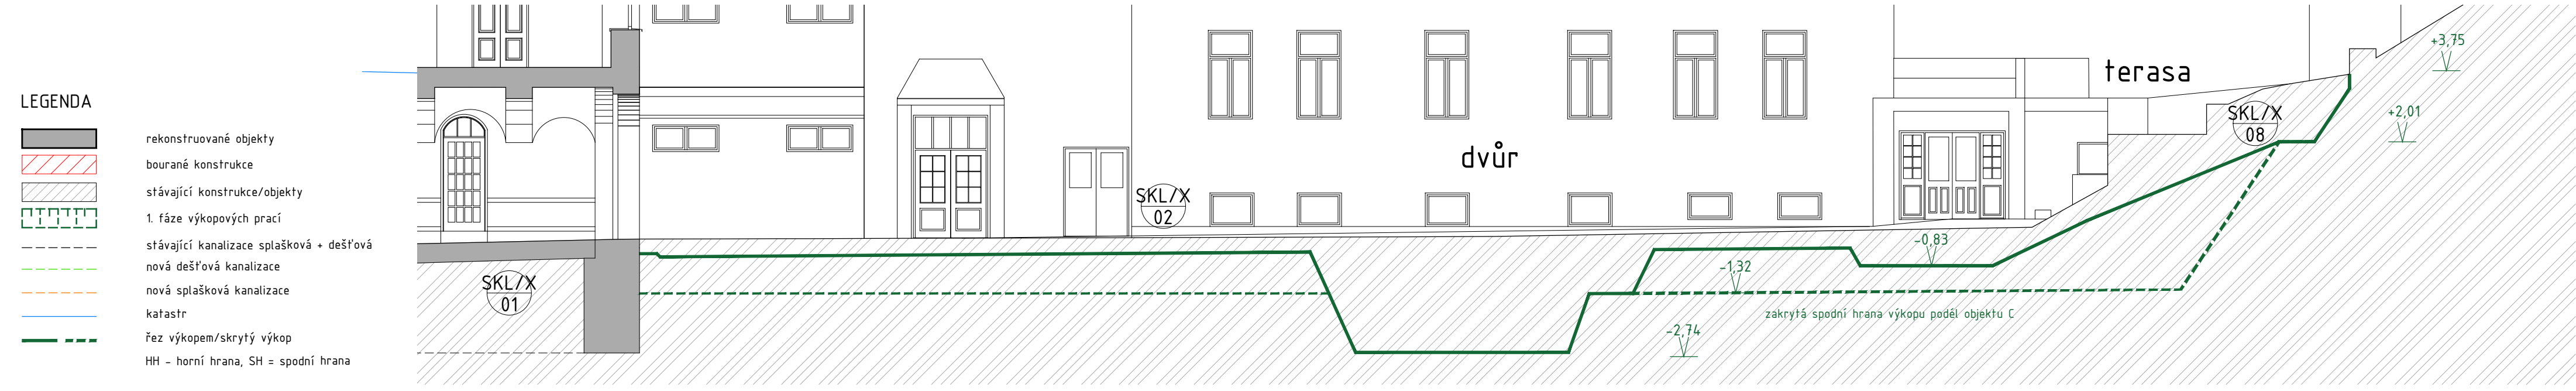 LEGENDA
rekonstruované objekty
bourané konstrukce
stávající konstrukce/objekty
1. fáze výkopových prací
stávající kanalizace splašková + dešťová
nová dešťová kanalizace
nová splašková kanalizace
katastr
řez výkopem/skrytý výkop
HH - horní hrana, SH = spodní hrana
SKL/X
01
SKL/X
02
dvůr
terasa
SKL/X
08
+3,75
+2,01
-0,83
-1,32
-2,74
zakrytá spodní hrana výkopu podél objektu C